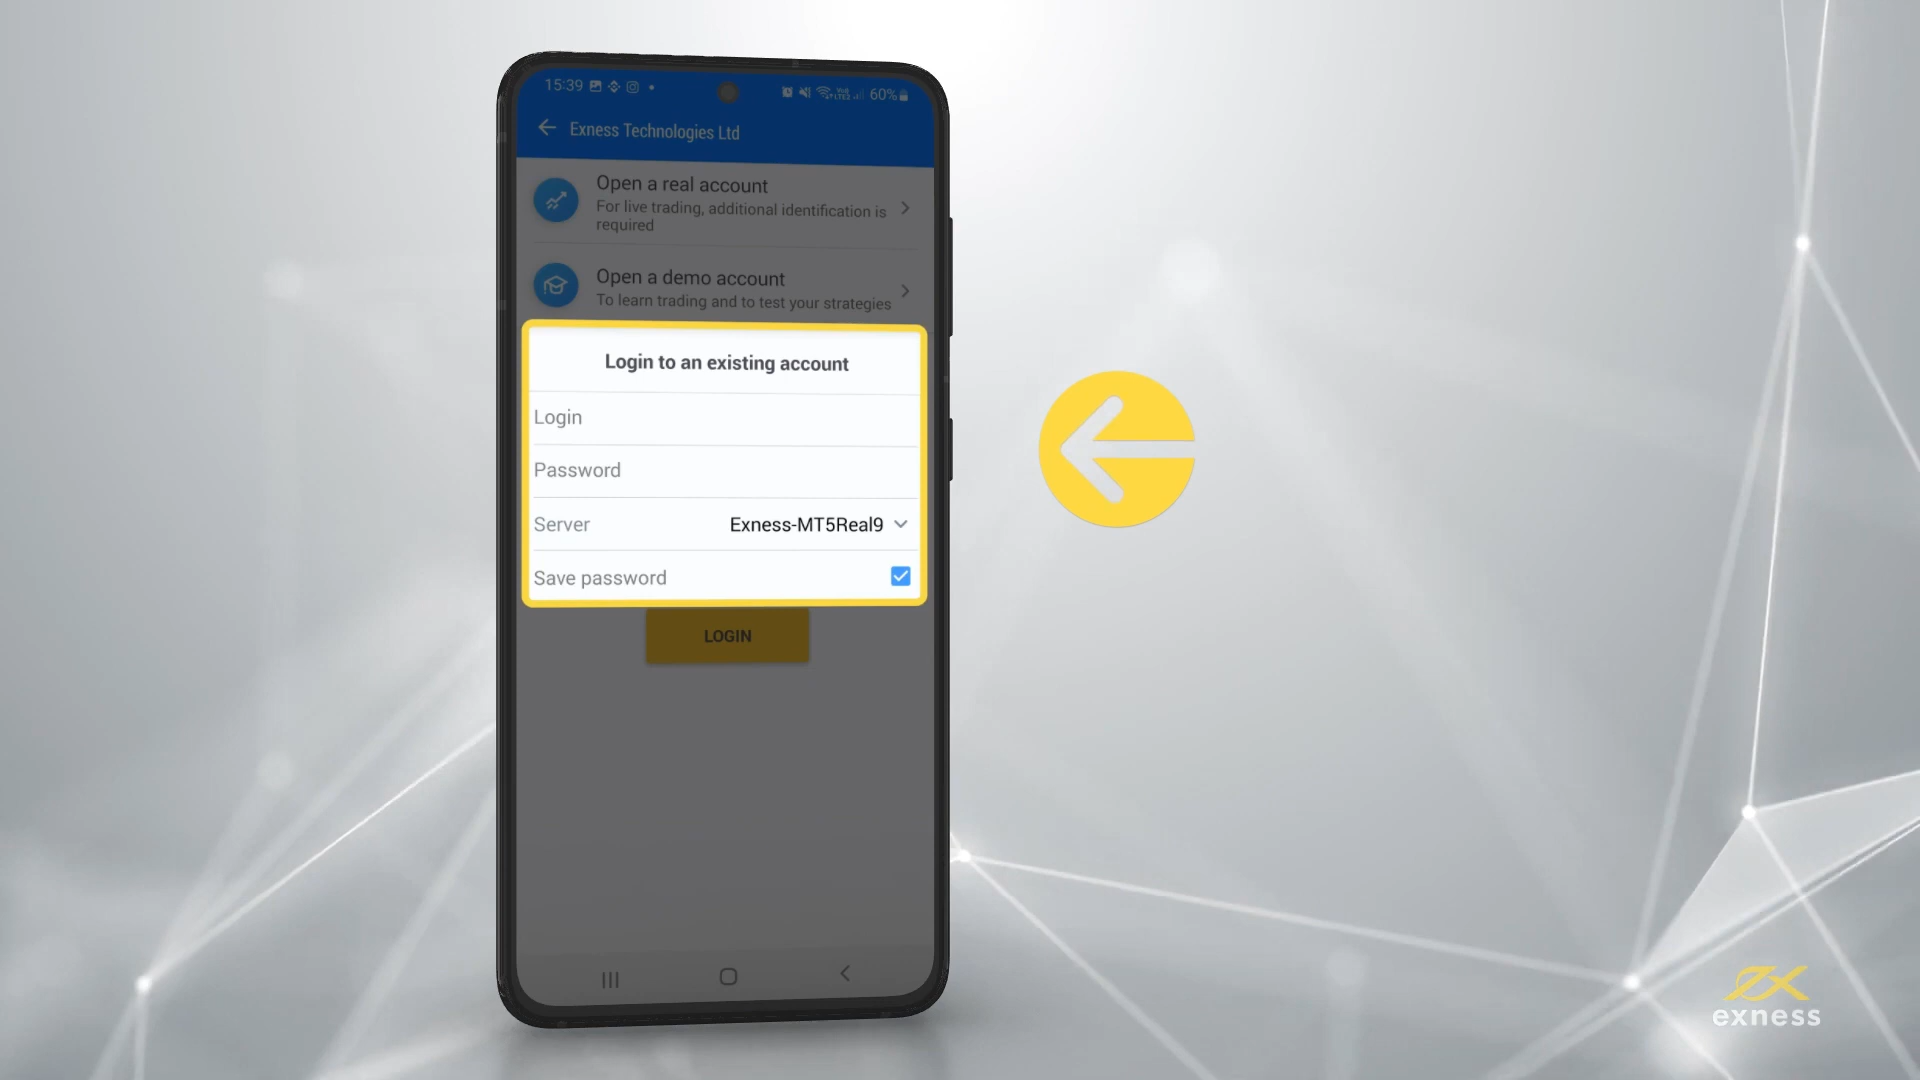 15:39
60%
Exness Technologies Ltd
Open a real account
For live trading, additional identification is
required
Open a demo account
To learn trading and to test your strategies
Login to an existing account
Login
Password
Server Exness-MT5Real9
Save password
LOGIN
exness